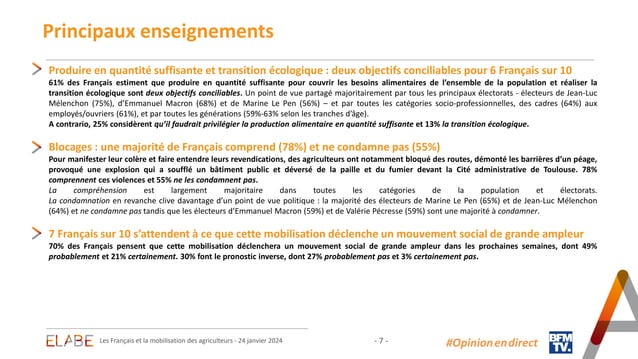 Principaux enseignements
Produire en quantité suffisante et transition écologique : deux objectifs conciliables pour 6 Français sur 10
61% des Français estiment que produire en quantité suffisante pour couvrir les besoins alimentaires de l'ensemble de la population et réaliser la
transition écologique sont deux objectifs conciliables. Un point de vue partagé majoritairement par tous les principaux électorats - électeurs de Jean-Luc
Mélenchon (75%), d'Emmanuel Macron (68%) et de Marine Le Pen (56%) – et par toutes les catégories socio-professionnelles, des cadres (64%) aux
employés/ouvriers (61%), et par toutes les générations (59%-63% selon les tranches d'âge).
A contrario, 25% considèrent qu'il faudrait privilégier la production alimentaire en quantité suffisante et 13% la transition écologique.
Blocages : une majorité de Français comprend (78%) et ne condamne pas (55%)
Pour manifester leur colère et faire entendre leurs revendications, des agriculteurs ont notamment bloqué des routes, démonté les barrières d'un péage,
provoqué une explosion qui a soufflé un bâtiment public et déversé de la paille et du fumier devant la Cité administrative de Toulouse. 78%
comprennent ces violences et 55% ne les condamnent pas.
La compréhension est largement majoritaire dans toutes les catégories de la population et électorats.
La condamnation en revanche clive davantage d'un point de vue politique : la majorité des électeurs de Marine Le Pen (65%) et de Jean-Luc Mélenchon
(64%) et ne condamne pas tandis que les électeurs d'Emmanuel Macron (59%) et de Valérie Pécresse (59%) sont une majorité à condamner.
7 Français sur 10 s'attendent à ce que cette mobilisation déclenche un mouvement social de grande ampleur
70% des Français pensent que cette mobilisation déclenchera un mouvement social de grande ampleur dans les prochaines semaines, dont 49%
probablement et 21% certainement. 30% font le pronostic inverse, dont 27% probablement pas et 3% certainement pas.
ELABE
Les Français et la mobilisation des agriculteurs - 24 janvier 2024
- 7 -
#Opinion en direct
BFM
TV.